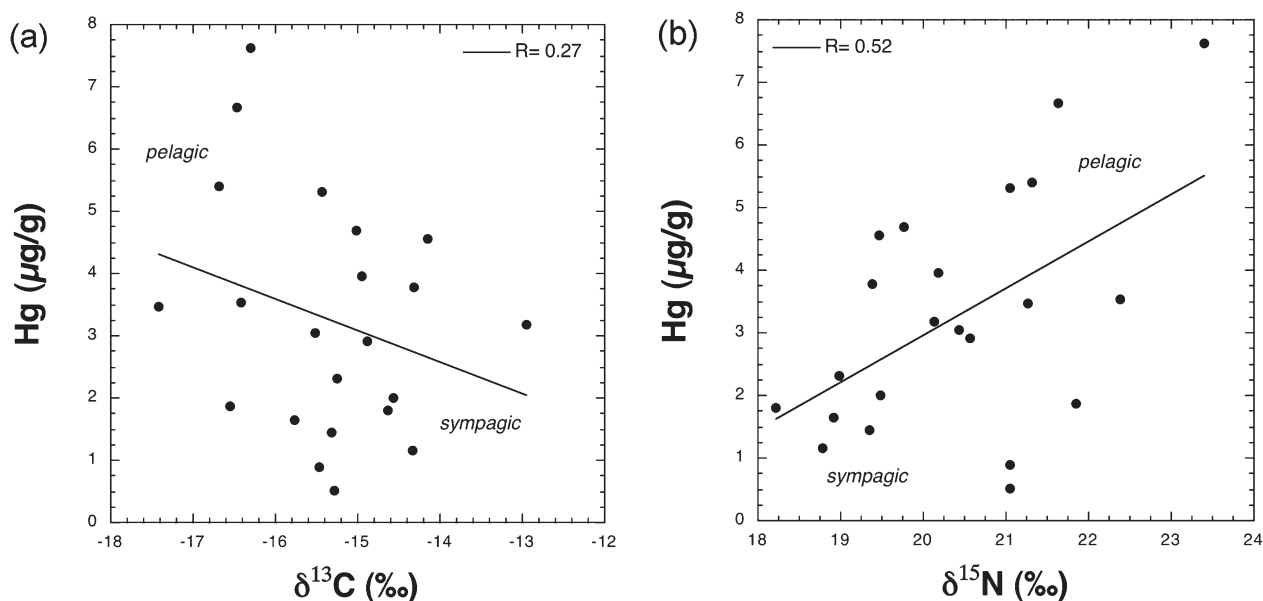 (a)
R= 0.27
pelagic
sympagic
8
7
6
5
4
3
2
1
0
Hg (µg/g)
-18 -17 -16 -15 -14 -13 -12
δ13C (‰)
(b)
R= 0.52
pelagic
sympagic
8
7
6
5
4
3
2
1
0
Hg (µg/g)
18 19 20 21 22 23 24
δ15N (‰)